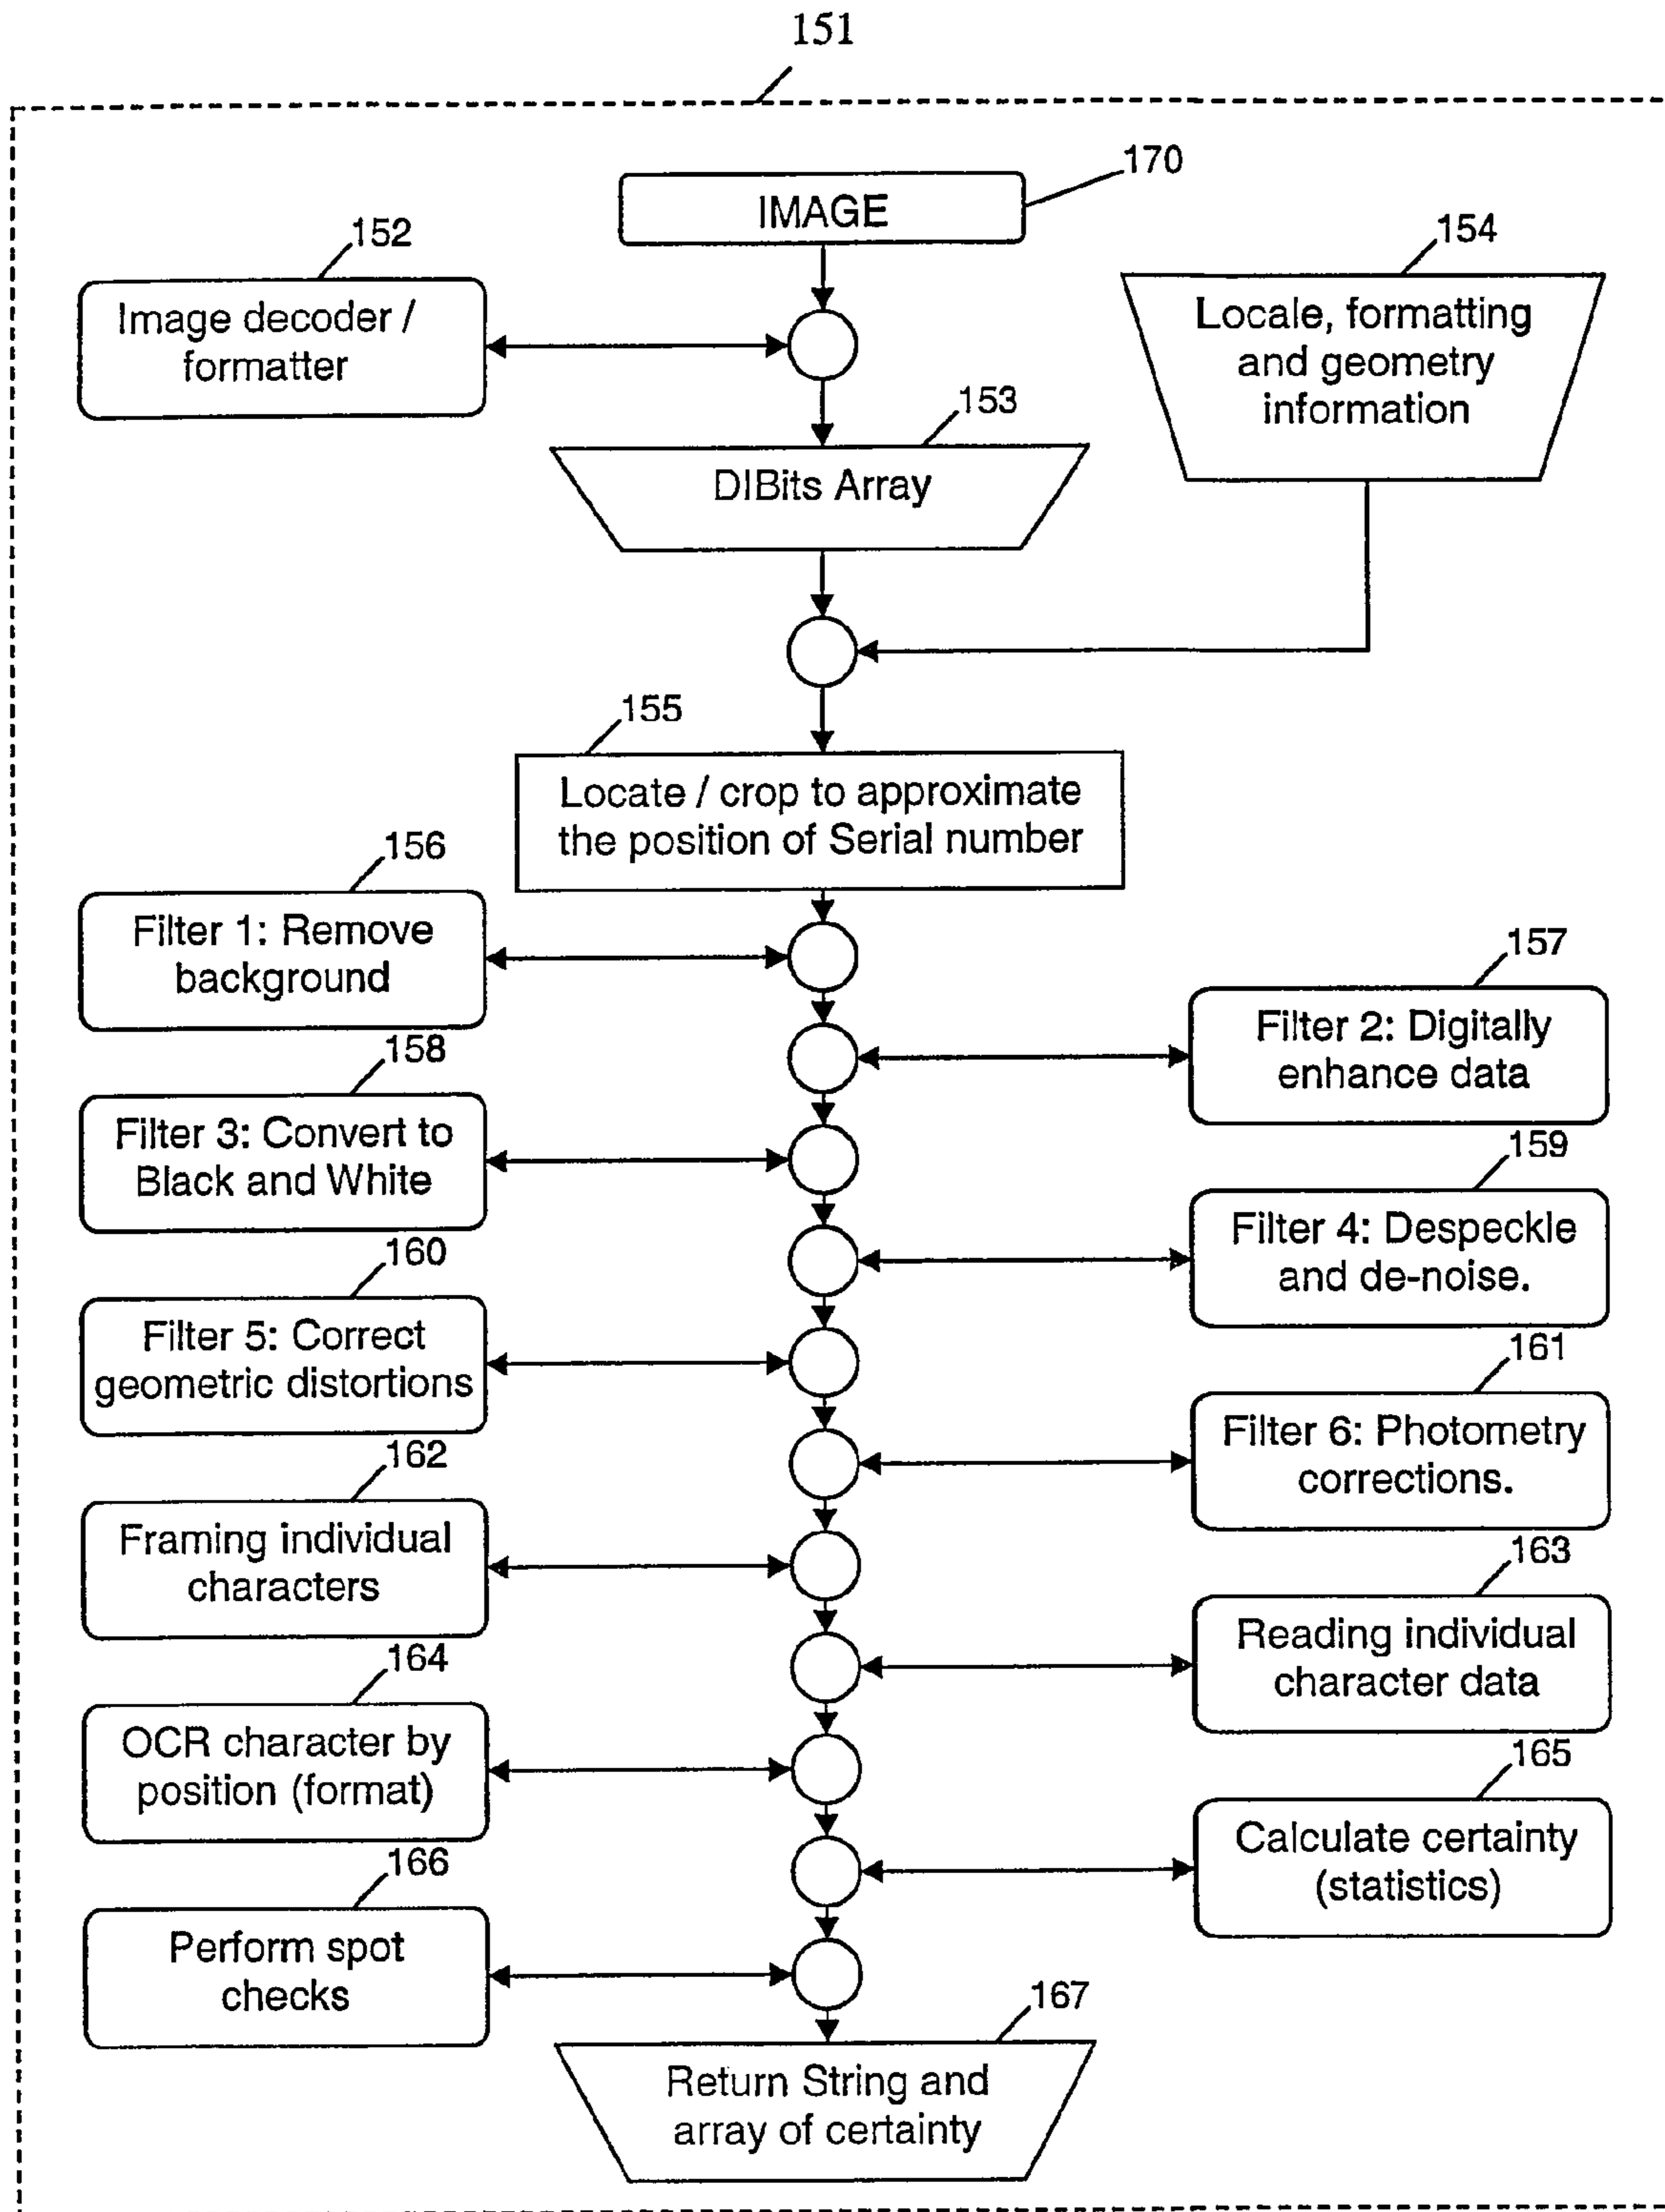 151
170
IMAGE
152
Image decoder /
formatter
154
Locale, formatting
and geometry
information
153
DIBits Array
155
Locate / crop to approximate
the position of Serial number
156
Filter 1: Remove
background
157
Filter 2: Digitally
enhance data
158
Filter 3: Convert to
Black and White
159
Filter 4: Despeckle
and de-noise.
160
Filter 5: Correct
geometric distortions
161
Filter 6: Photometry
corrections.
162
Framing individual
characters
163
Reading individual
character data
164
OCR character by
position (format)
165
Calculate certainty
(statistics)
166
Perform spot
checks
167
Return String and
array of certainty